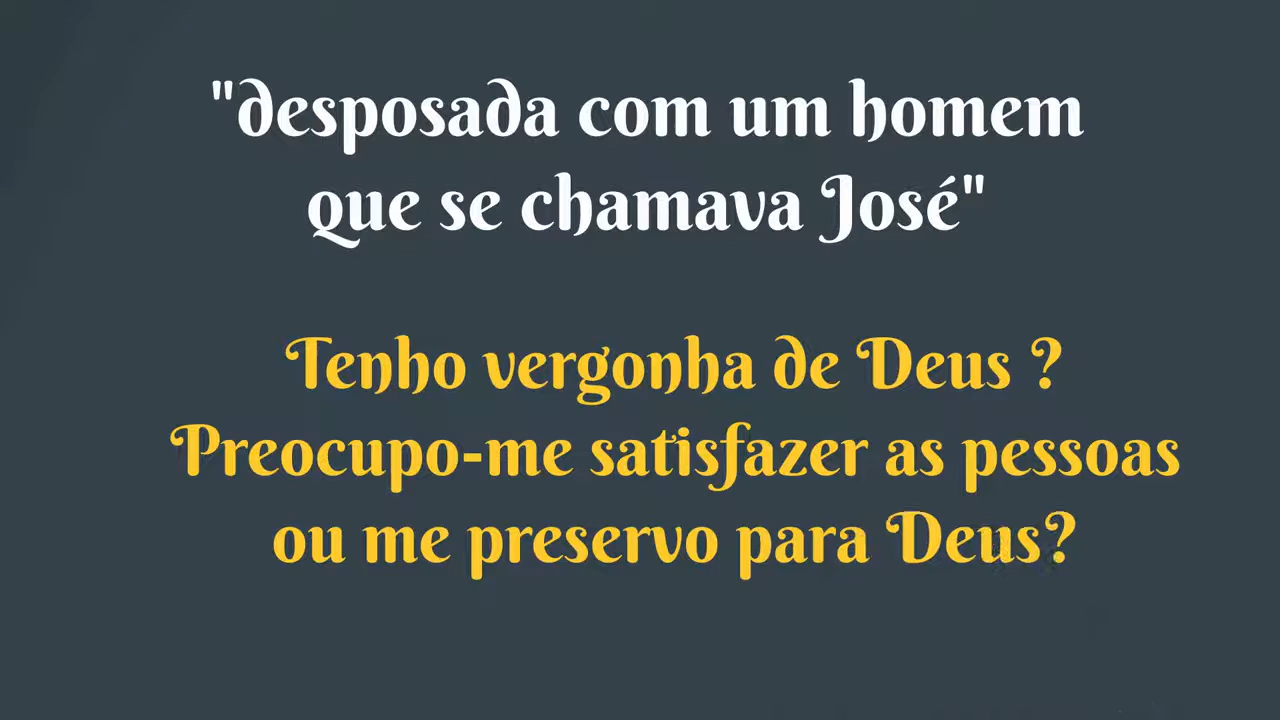 "desposada com um homem
que se chamava José"
Tenho vergonha de Deus ?
Preocupo-me satisfazer as pessoas
ou me preservo para Deus?